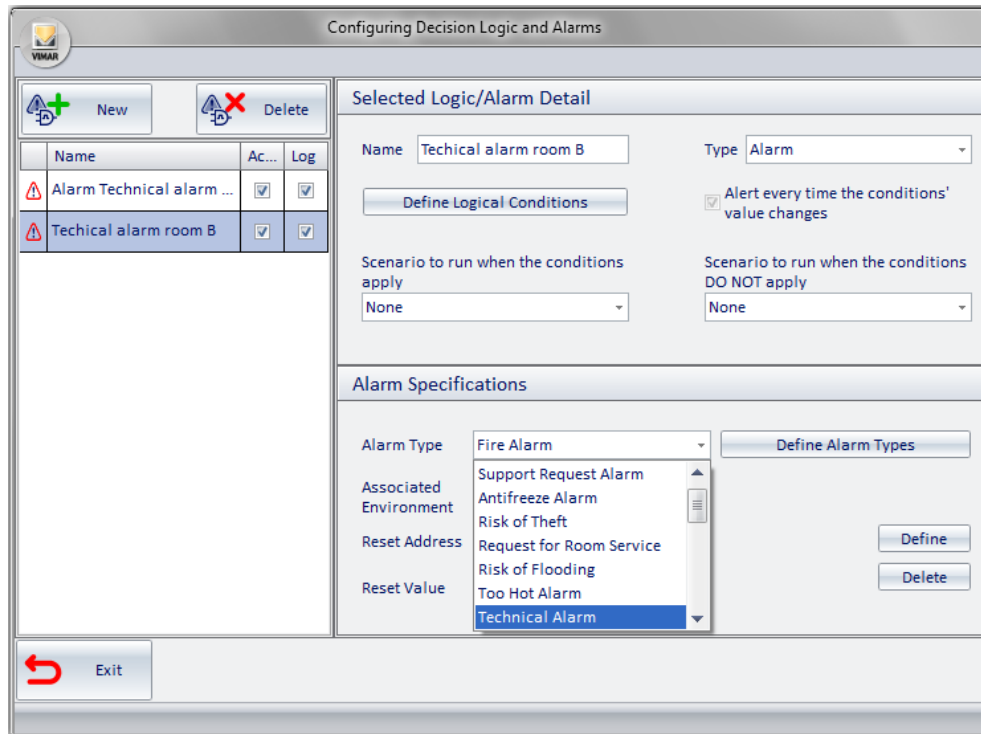 Configuring Decision Logic and Alarms
VIMAR
New
Delete
Name
Ac...
Log
Alarm Technical alarm ...
Techical alarm room B
Selected Logic/Alarm Detail
Name
Techical alarm room B
Type
Alarm
Define Logical Conditions
Alert every time the conditions'
value changes
Scenario to run when the conditions
apply
None
Scenario to run when the conditions
DO NOT apply
None
Alarm Specifications
Alarm Type
Fire Alarm
Define Alarm Types
Support Request Alarm
Antifreeze Alarm
Risk of Theft
Request for Room Service
Risk of Flooding
Too Hot Alarm
Technical Alarm
Associated
Environment
Reset Address
Define
Reset Value
Delete
Exit